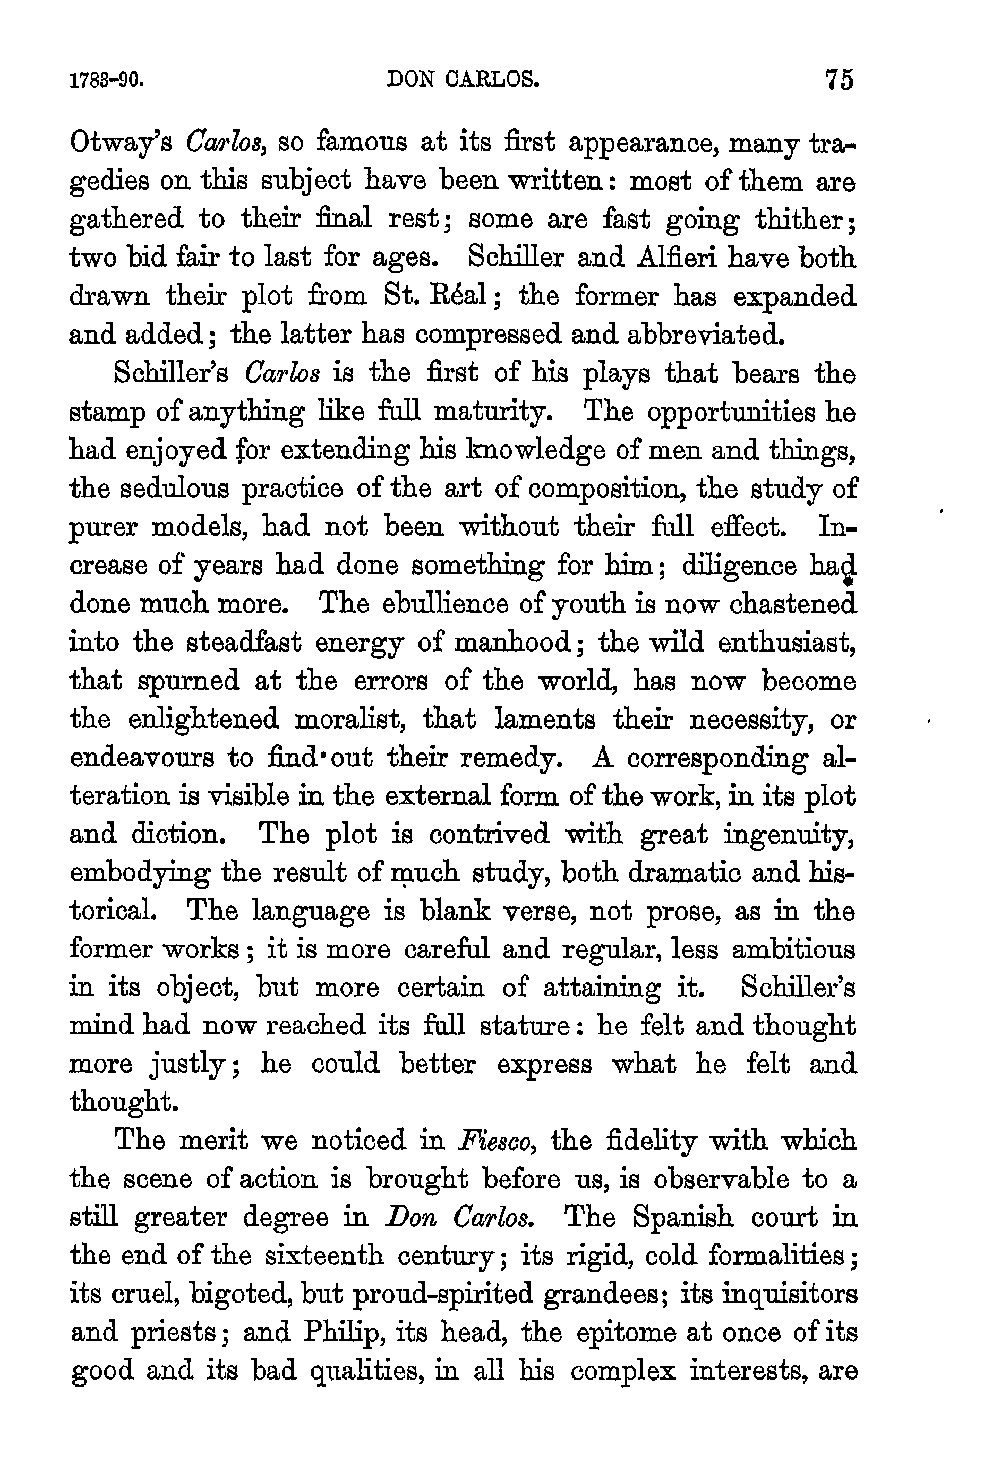 1783-90. DON CARLOS. 75
Otway's Carlos, so famous at its first appearance, many tra-
gedies on this subject have been written: most of them are
gathered to their final rest; some are fast going thither;
two bid fair to last for ages. Schiller and Alfieri have both
drawn their plot from St. Réal; the former has expanded
and added; the latter has compressed and abbreviated.
Schiller's Carlos is the first of his plays that bears the
stamp of anything like full maturity. The opportunities he
had enjoyed for extending his knowledge of men and things,
the sedulous practice of the art of composition, the study of
purer models, had not been without their full effect. In-
crease of years had done something for him; diligence had
done much more. The ebullience of youth is now chastened
into the steadfast energy of manhood; the wild enthusiast,
that spurned at the errors of the world, has now become
the enlightened moralist, that laments their necessity, or
endeavours to find out their remedy. A corresponding al-
teration is visible in the external form of the work, in its plot
and diction. The plot is contrived with great ingenuity,
embodying the result of much study, both dramatic and his-
torical. The language is blank verse, not prose, as in the
former works; it is more careful and regular, less ambitious
in its object, but more certain of attaining it. Schiller's
mind had now reached its full stature: he felt and thought
more justly; he could better express what he felt and
thought.
The merit we noticed in Fiesco, the fidelity with which
the scene of action is brought before us, is observable to a
still greater degree in Don Carlos. The Spanish court in
the end of the sixteenth century; its rigid, cold formalities;
its cruel, bigoted, but proud-spirited grandees; its inquisitors
and priests; and Philip, its head, the epitome at once of its
good and its bad qualities, in all his complex interests, are